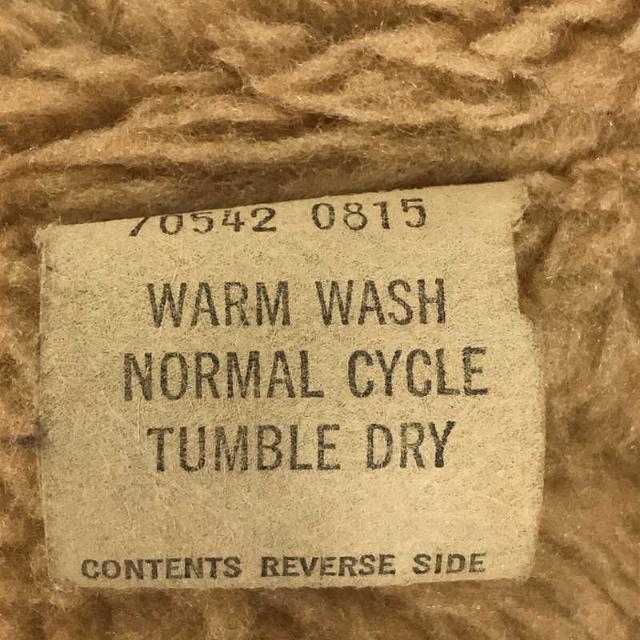 70542 0815
WARM WASH
NORMAL CYCLE
TUMBLE DRY
CONTENTS REVERSE SIDE